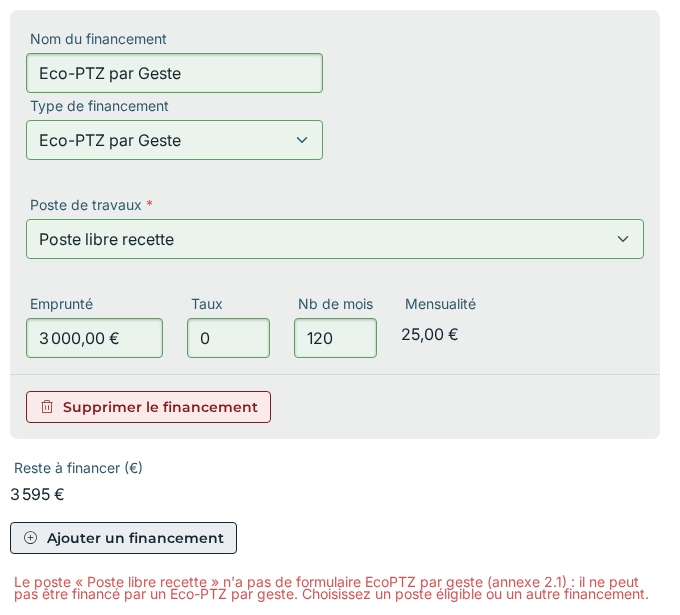 Nom du financement
Eco-PTZ par Geste
Type de financement
Eco-PTZ par Geste
Poste de travaux *
Poste libre recette
Emprunté Taux Nb de mois Mensualité
3 000,00 € 0 120 25,00 €
Supprimer le financement
Reste à financer (€)
3 595 €
Ajouter un financement
Le poste « Poste libre recette » n'a pas de formulaire EcoPTZ par geste (annexe 2.1) : il ne peut
pas être financé par un Eco-PTZ par geste. Choisissez un poste éligible ou un autre financement.